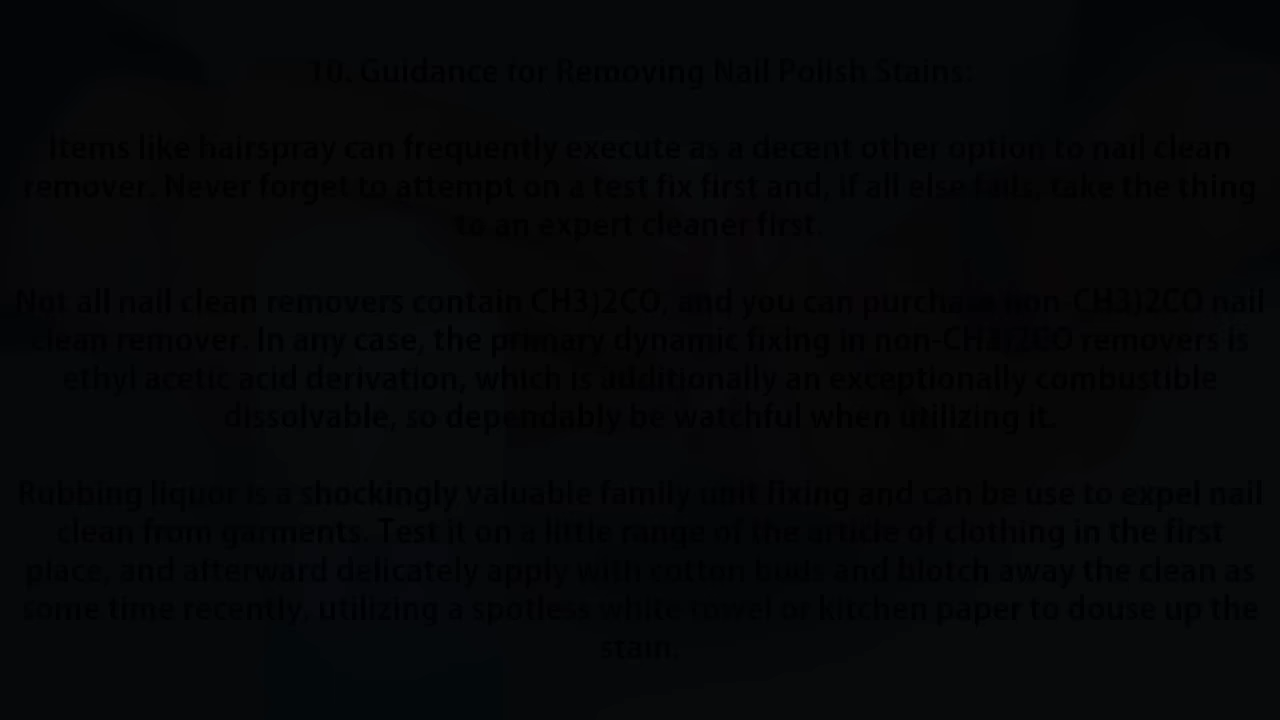 10. Guidance for Removing Nail Polish Stains:
Items like hairspray can frequently execute as a decent other option to nail clean
remover. Never forget to attempt on a test fix first and, if all else fails, take the thing
to an expert cleaner first.
Not all nail clean removers contain CH3)2CO, and you can purchase non-CH3)2CO nail
clean remover. In any case, the primary dynamic fixing in non-CH3)2CO removers is
ethyl acetic acid derivation, which is additionally an exceptionally combustible
dissolvable, so dependably be watchful when utilizing it.
Rubbing liquor is a shockingly valuable family unit fixing and can be use to expel nail
clean from garments. Test it on a little range of the article of clothing in the first
place, and afterward delicately apply with cotton buds and blotch away the clean as
some time recently, utilizing a spotless white towel or kitchen paper to douse up the
stain.